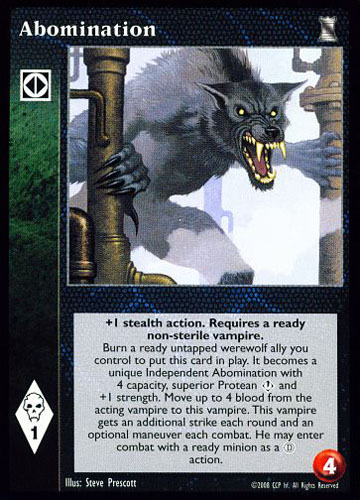 Abomination
+1 stealth action. Requires a ready
non-sterile vampire.
Burn a ready untapped werewolf ally you
control to put this card in play. It becomes a
unique Independent Abomination with
4 capacity, superior Protean and
+1 strength. Move up to 4 blood from the
acting vampire to this vampire. This vampire
gets an additional strike each round and an
optional maneuver each combat. He may enter
combat with a ready minion as a D
action.
1
4
Illus: Steve Prescott
©2008 CCP hf. All Rights Reserved